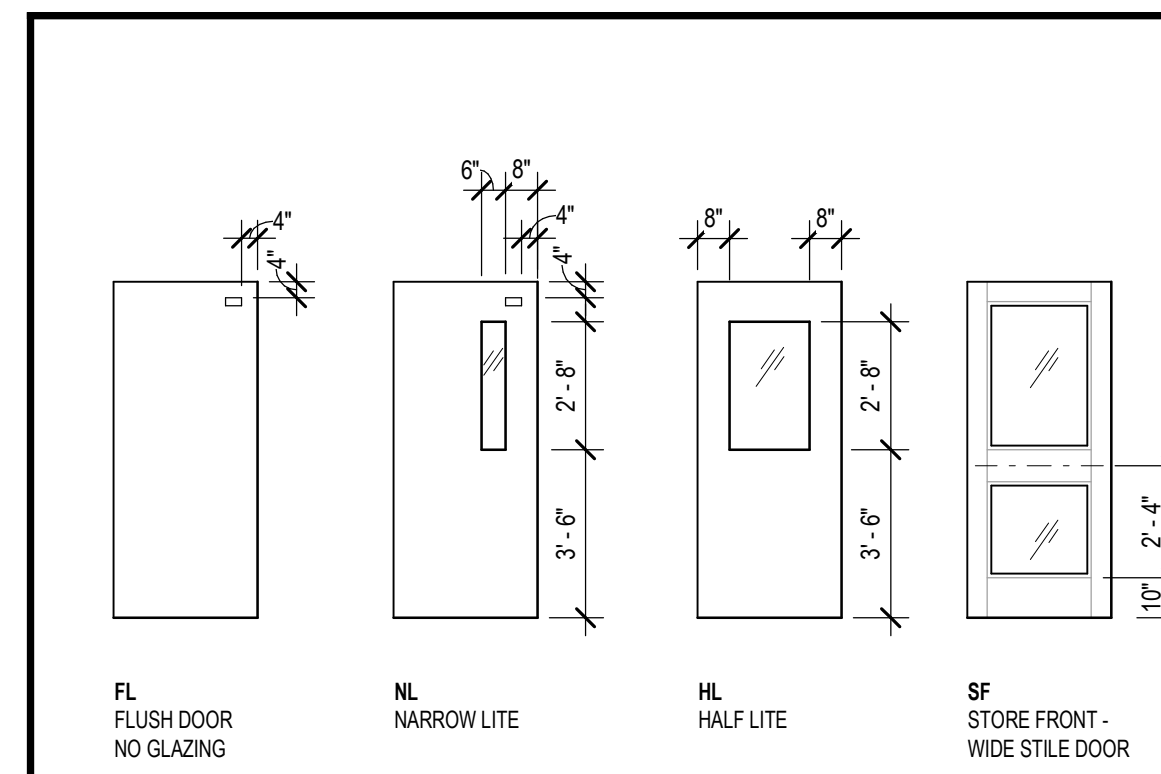 4"
4"
FL
FLUSH DOOR
NO GLAZING
6" 8"
4"
4"
2' - 8"
3' - 6"
NL
NARROW LITE
8" 8"
2' - 8"
3' - 6"
HL
HALF LITE
2' - 4"
10"
SF
STORE FRONT -
WIDE STILE DOOR